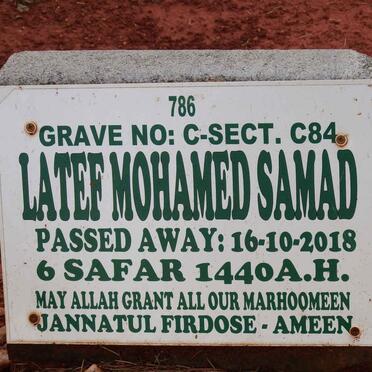 786
GRAVE NO: C-SECT. C84
LATEF MOHAMED SAMAD
PASSED AWAY: 16-10-2018
6 SAFAR 1440A.H.
MAY ALLAH GRANT ALL OUR MARHOOMEEN
JANNATUL FIRDOSE - AMEEN